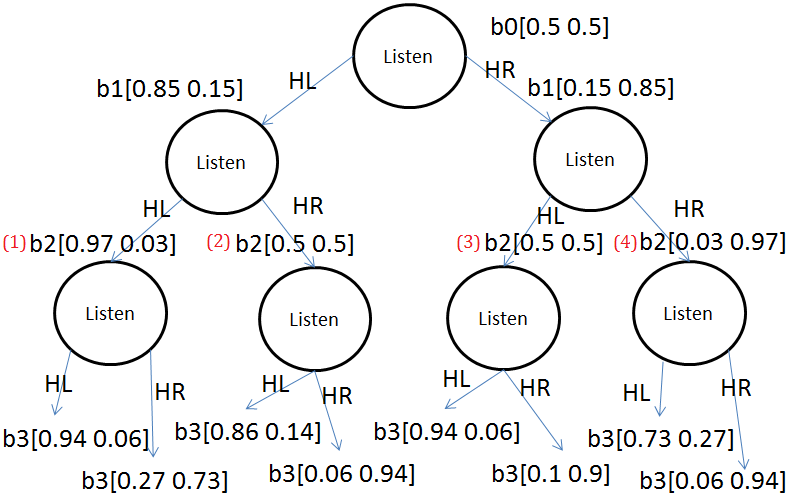 b0[0.5 0.5]
Listen
HL
HR
b1[0.85 0.15]
b1[0.15 0.85]
Listen
Listen
HL
HR
HL
HR
(1) b2[0.97 0.03]
(2) b2[0.5 0.5]
(3) b2[0.5 0.5]
(4) b2[0.03 0.97]
Listen
Listen
Listen
Listen
HL
HR
HL
HR
HL
HR
HL
HR
b3[0.94 0.06]
b3[0.27 0.73]
b3[0.86 0.14]
b3[0.06 0.94]
b3[0.94 0.06]
b3[0.1 0.9]
b3[0.73 0.27]
b3[0.06 0.94]